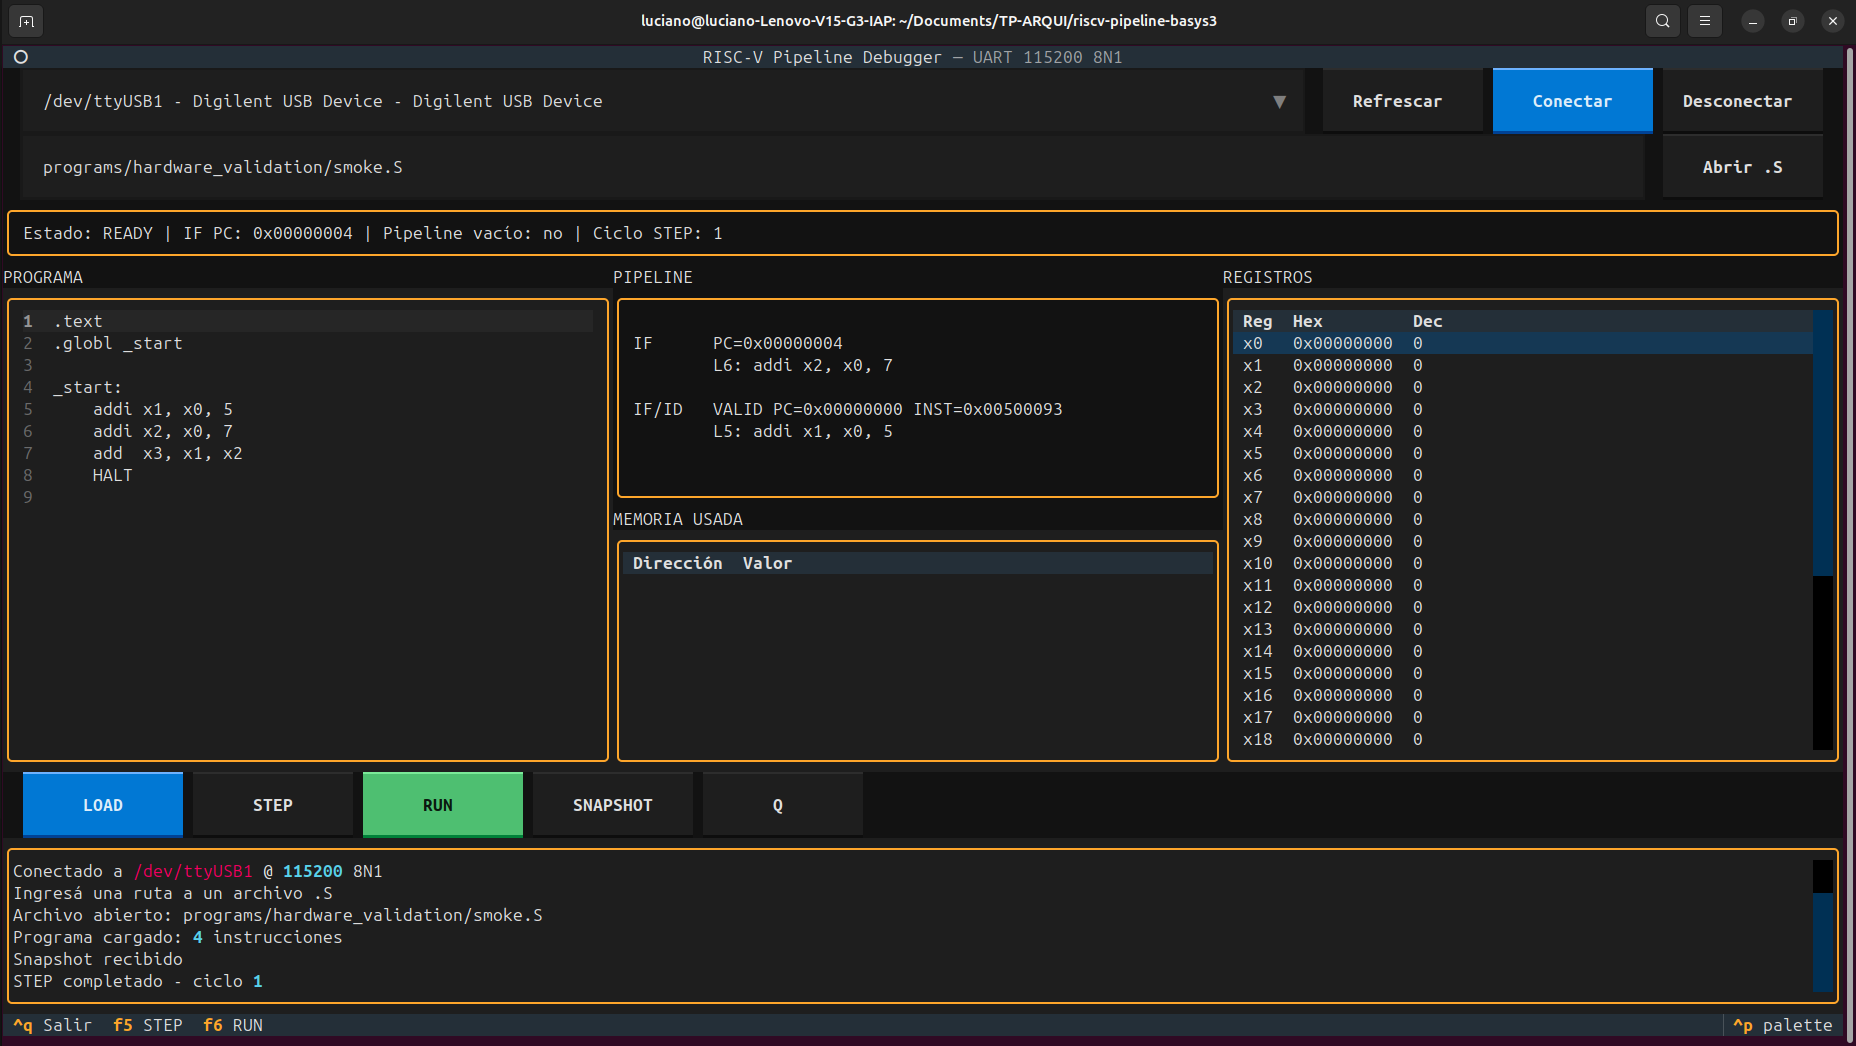 luciano@luciano-Lenovo-V15-G3-IAP: ~/Documents/TP-ARQUI/riscv-pipeline-basys3
RISC-V Pipeline Debugger — UART 115200 8N1
/dev/ttyUSB1 - Digilent USB Device - Digilent USB Device ▼ Refrescar Conectar Desconectar
programs/hardware_validation/smoke.S Abrir .S
Estado: READY | IF PC: 0x00000004 | Pipeline vacío: no | Ciclo STEP: 1
PROGRAMA
1 .text
2 .globl _start
3
4 _start:
5     addi x1, x0, 5
6     addi x2, x0, 7
7     add  x3, x1, x2
8     HALT
9
PIPELINE
IF PC=0x00000004
L6: addi x2, x0, 7
IF/ID VALID PC=0x00000000 INST=0x00500093
L5: addi x1, x0, 5
MEMORIA USADA
Dirección Valor
REGISTROS
Reg Hex Dec
x0 0x00000000 0
x1 0x00000000 0
x2 0x00000000 0
x3 0x00000000 0
x4 0x00000000 0
x5 0x00000000 0
x6 0x00000000 0
x7 0x00000000 0
x8 0x00000000 0
x9 0x00000000 0
x10 0x00000000 0
x11 0x00000000 0
x12 0x00000000 0
x13 0x00000000 0
x14 0x00000000 0
x15 0x00000000 0
x16 0x00000000 0
x17 0x00000000 0
x18 0x00000000 0
LOAD STEP RUN SNAPSHOT Q
Conectado a /dev/ttyUSB1 @ 115200 8N1
Ingresá una ruta a un archivo .S
Archivo abierto: programs/hardware_validation/smoke.S
Programa cargado: 4 instrucciones
Snapshot recibido
STEP completado - ciclo 1
^q Salir f5 STEP f6 RUN ^p palette